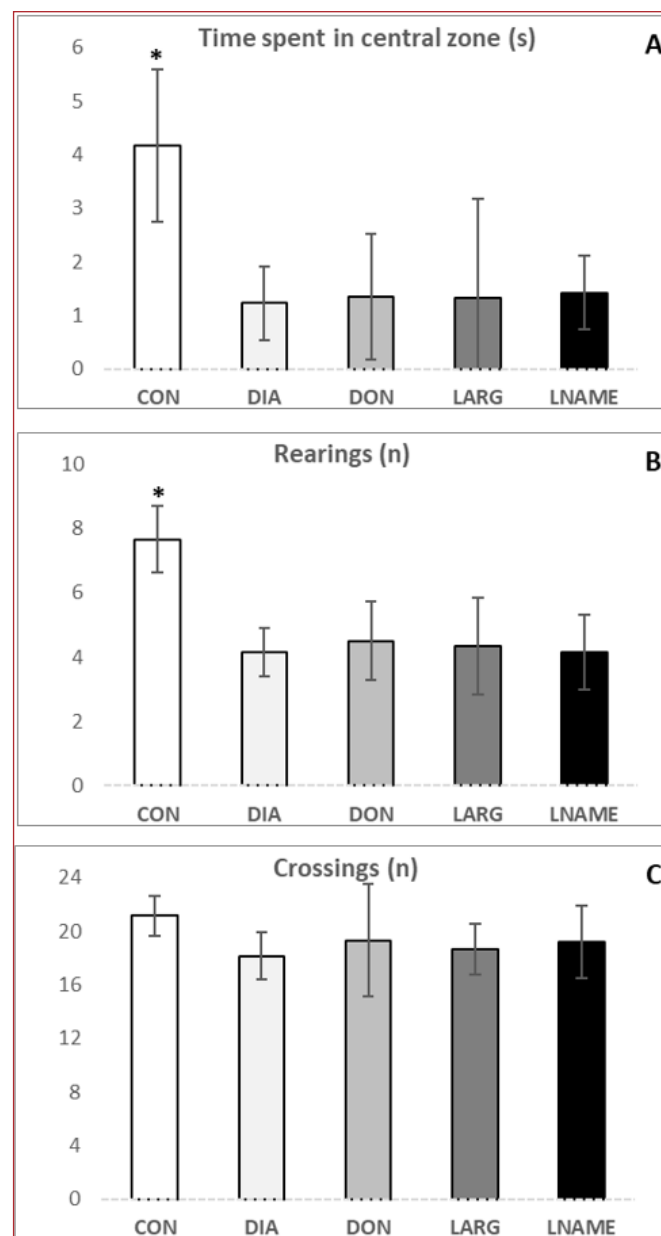 Time spent in central zone (s)
A
6
*
5
4
3
2
1
0
CON DIA DON LARG LNAME
Rearings (n)
B
10
*
8
6
4
2
0
CON DIA DON LARG LNAME
Crossings (n)
C
24
20
16
12
8
4
0
CON DIA DON LARG LNAME